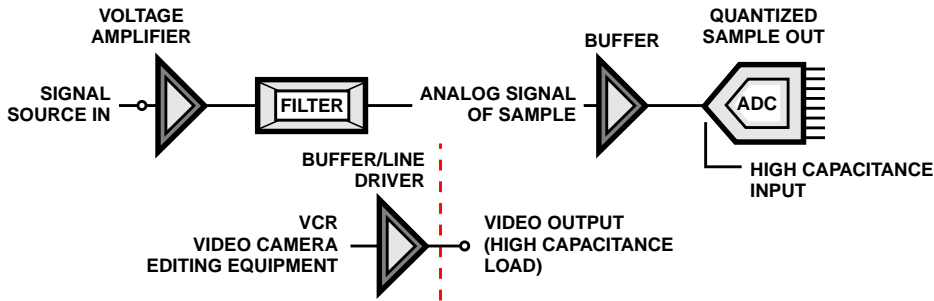 VOLTAGE
AMPLIFIER
SIGNAL
SOURCE IN
FILTER
ANALOG SIGNAL
OF SAMPLE
BUFFER
QUANTIZED
SAMPLE OUT
ADC
HIGH CAPACITANCE
INPUT
BUFFER/LINE
DRIVER
VCR
VIDEO CAMERA
EDITING EQUIPMENT
VIDEO OUTPUT
(HIGH CAPACITANCE
LOAD)